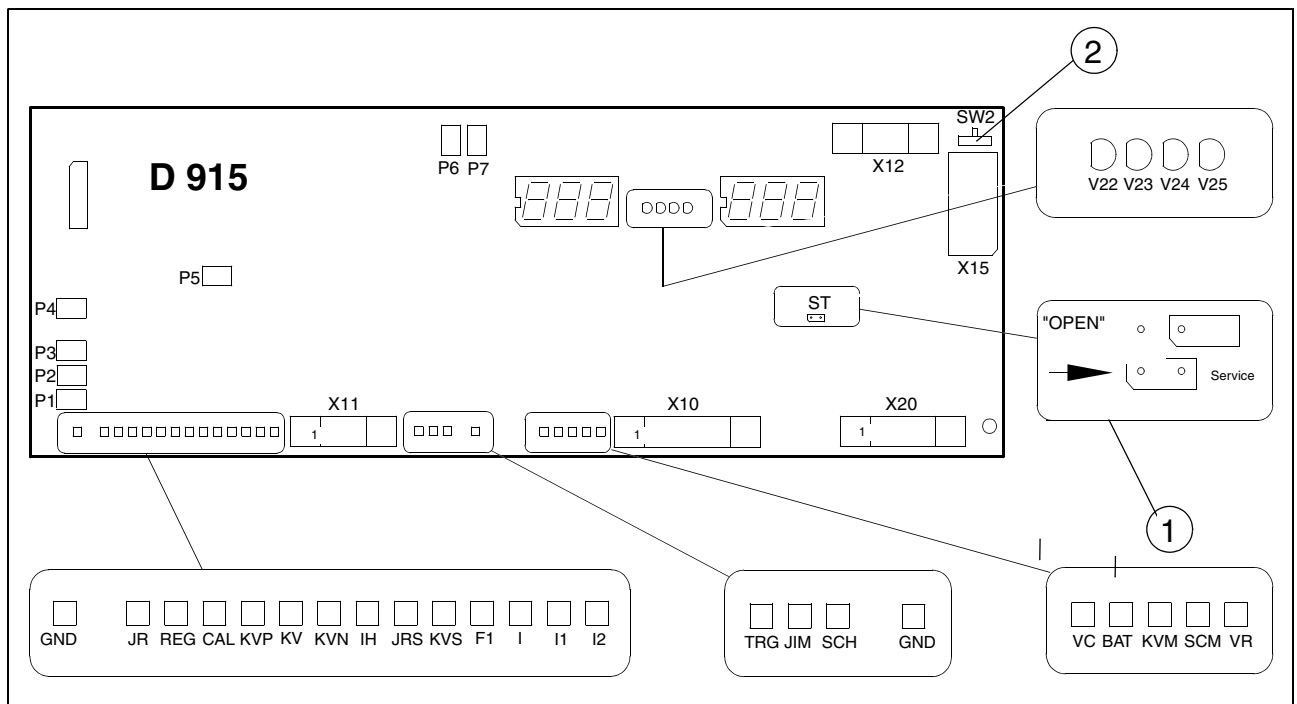 2
SW2
P6 P7
X12
D 915
V22 V23 V24 V25
X15
P5
ST
P4
"OPEN"
P3
Service
P2
P1
X11
X10
X20
1
1
1
1
GND JR REG CAL KVP KV KVN IH JRS KVS F1 I I1 I2
TRG JIM SCH GND
VC BAT KVM SCM VR